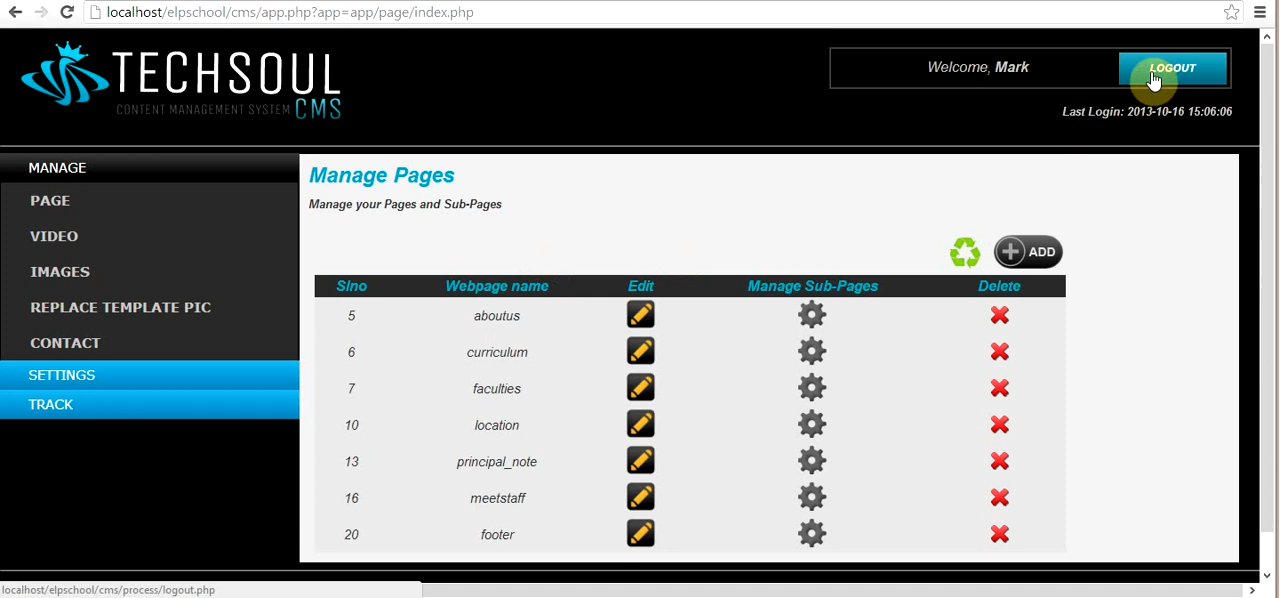 localhost/elpschool/cms/app.php?app=app/page/index.php
TECHSOUL
CONTENT MANAGEMENT SYSTEM CMS
Welcome, Mark
LOGOUT
Last Login: 2013-10-16 15:06:06
MANAGE
PAGE
VIDEO
IMAGES
REPLACE TEMPLATE PIC
CONTACT
SETTINGS
TRACK
Manage Pages
Manage your Pages and Sub-Pages
ADD
Slno Webpage name Edit Manage Sub-Pages Delete
5 aboutus
6 curriculum
7 faculties
10 location
13 principal_note
16 meetstaff
20 footer
localhost/elpschool/cms/process/logout.php